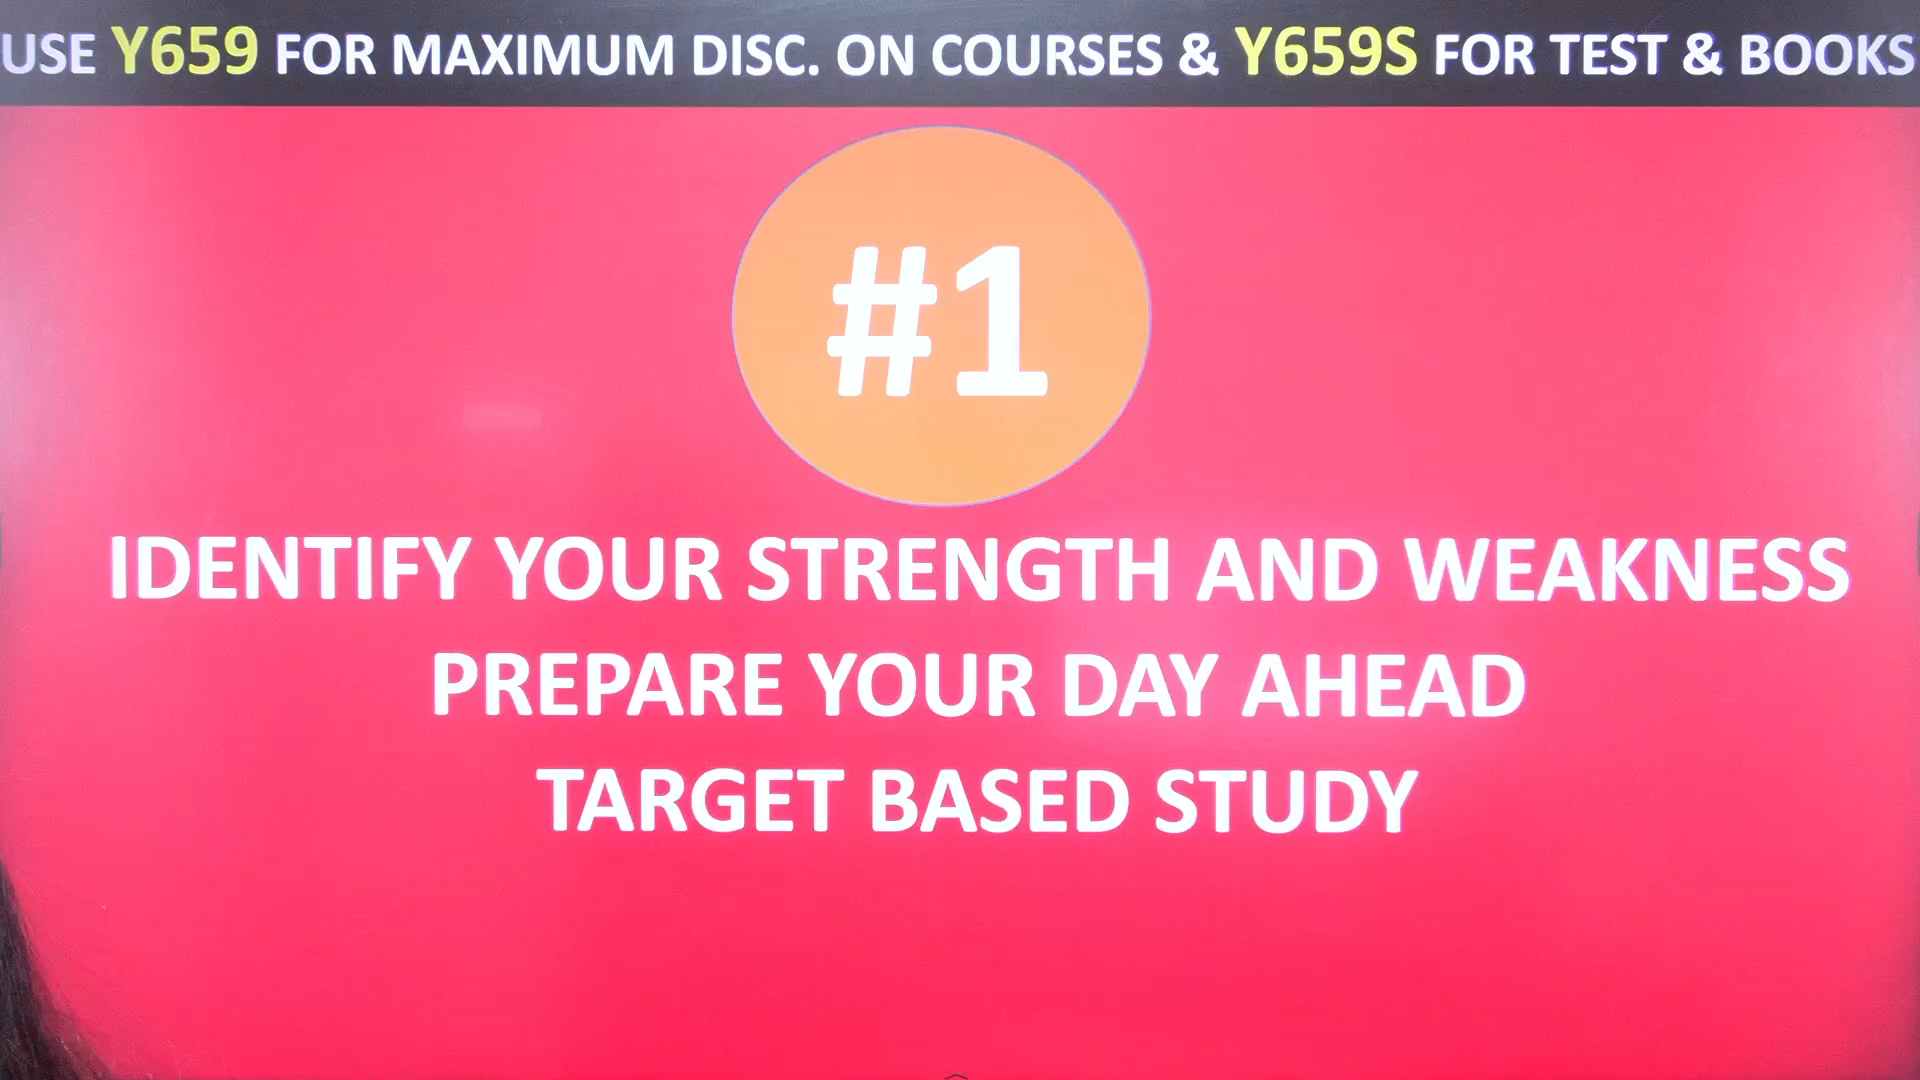 USE Y659 FOR MAXIMUM DISC. ON COURSES & Y659S FOR TEST & BOOKS
#1
IDENTIFY YOUR STRENGTH AND WEAKNESS
PREPARE YOUR DAY AHEAD
TARGET BASED STUDY